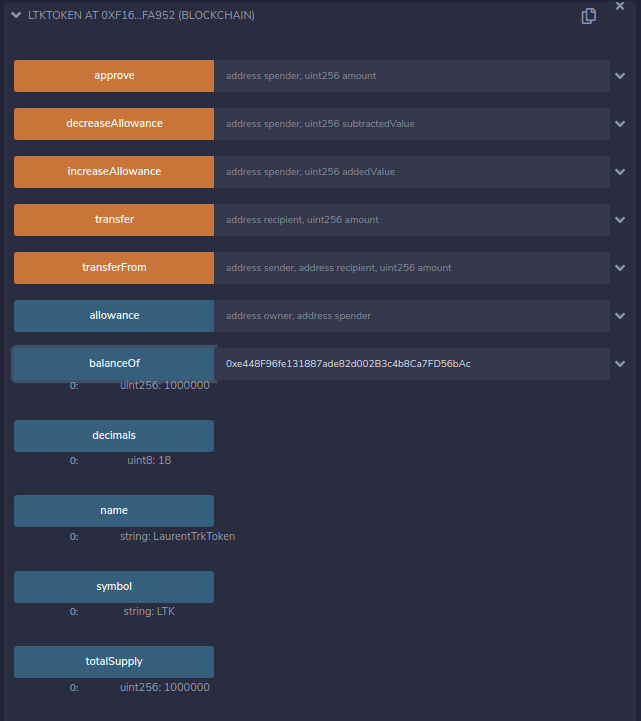 LTKTOKEN AT 0XF16...FA952 (BLOCKCHAIN)
approve address spender, uint256 amount
decreaseAllowance address spender, uint256 subtractedValue
increaseAllowance address spender, uint256 addedValue
transfer address recipient, uint256 amount
transferFrom address sender, address recipient, uint256 amount
allowance address owner, address spender
balanceOf 0xe448F96fe131887ade82d002B3c4b8Ca7FD56bAc
0: uint256: 1000000
decimals
0: uint8: 18
name
0: string: LaurentTrkToken
symbol
0: string: LTK
totalSupply
0: uint256: 1000000